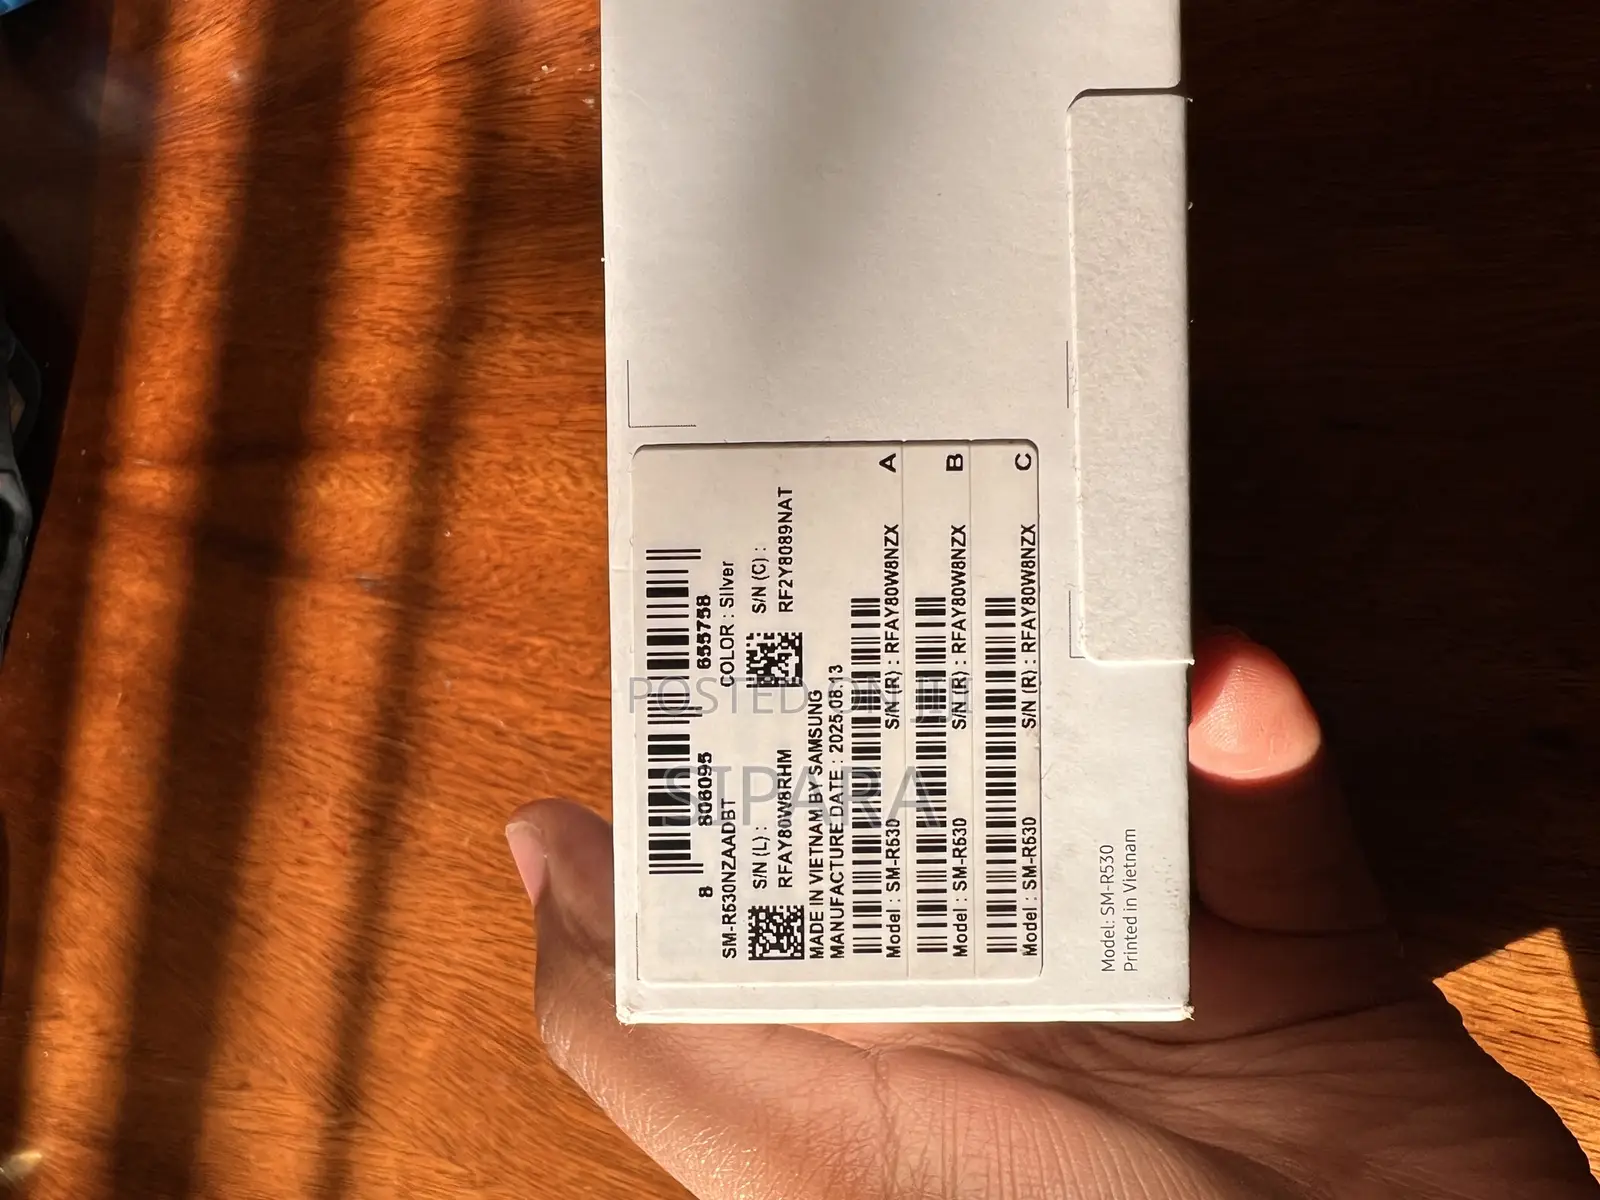 8 806095 655758
SM-R530NZAADBT COLOR : Silver
S/N (L) : S/N (C) :
RFAY80W8RHM RF2Y8089NAT
MADE IN VIETNAM BY SAMSUNG
MANUFACTURE DATE : 2025.08.13
A
Model : SM-R530 S/N (R) : RFAY80W8NZX
B
Model : SM-R530 S/N (R) : RFAY80W8NZX
C
Model : SM-R530 S/N (R) : RFAY80W8NZX
Model: SM-R530
Printed in Vietnam
POSTED ON JIJI
SIPARA